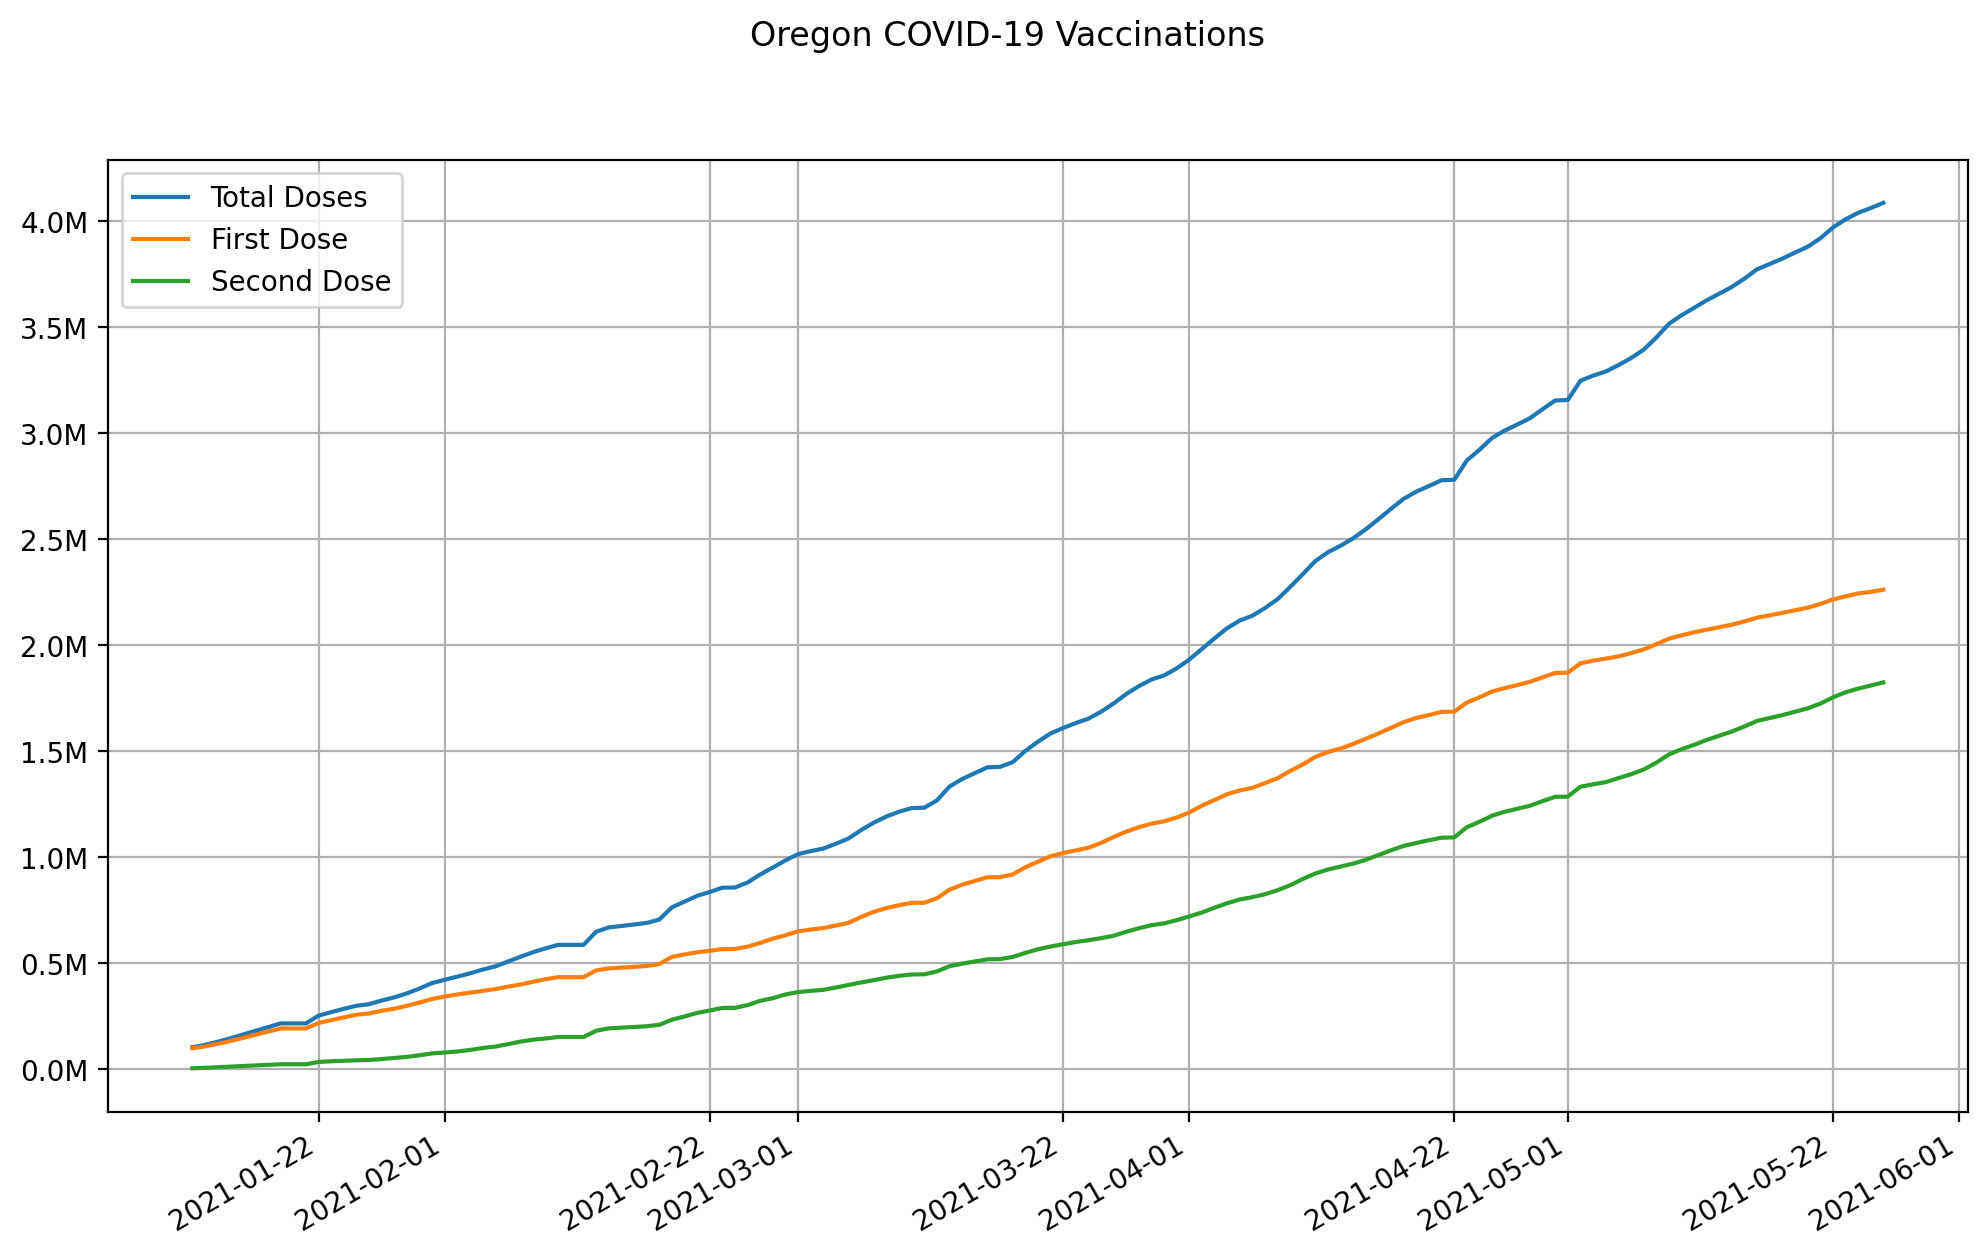 Oregon COVID-19 Vaccinations
Total Doses
First Dose
Second Dose
4.0M
3.5M
3.0M
2.5M
2.0M
1.5M
1.0M
0.5M
0.0M
2021-01-22
2021-02-01
2021-02-22
2021-03-01
2021-03-22
2021-04-01
2021-04-22
2021-05-01
2021-05-22
2021-06-01